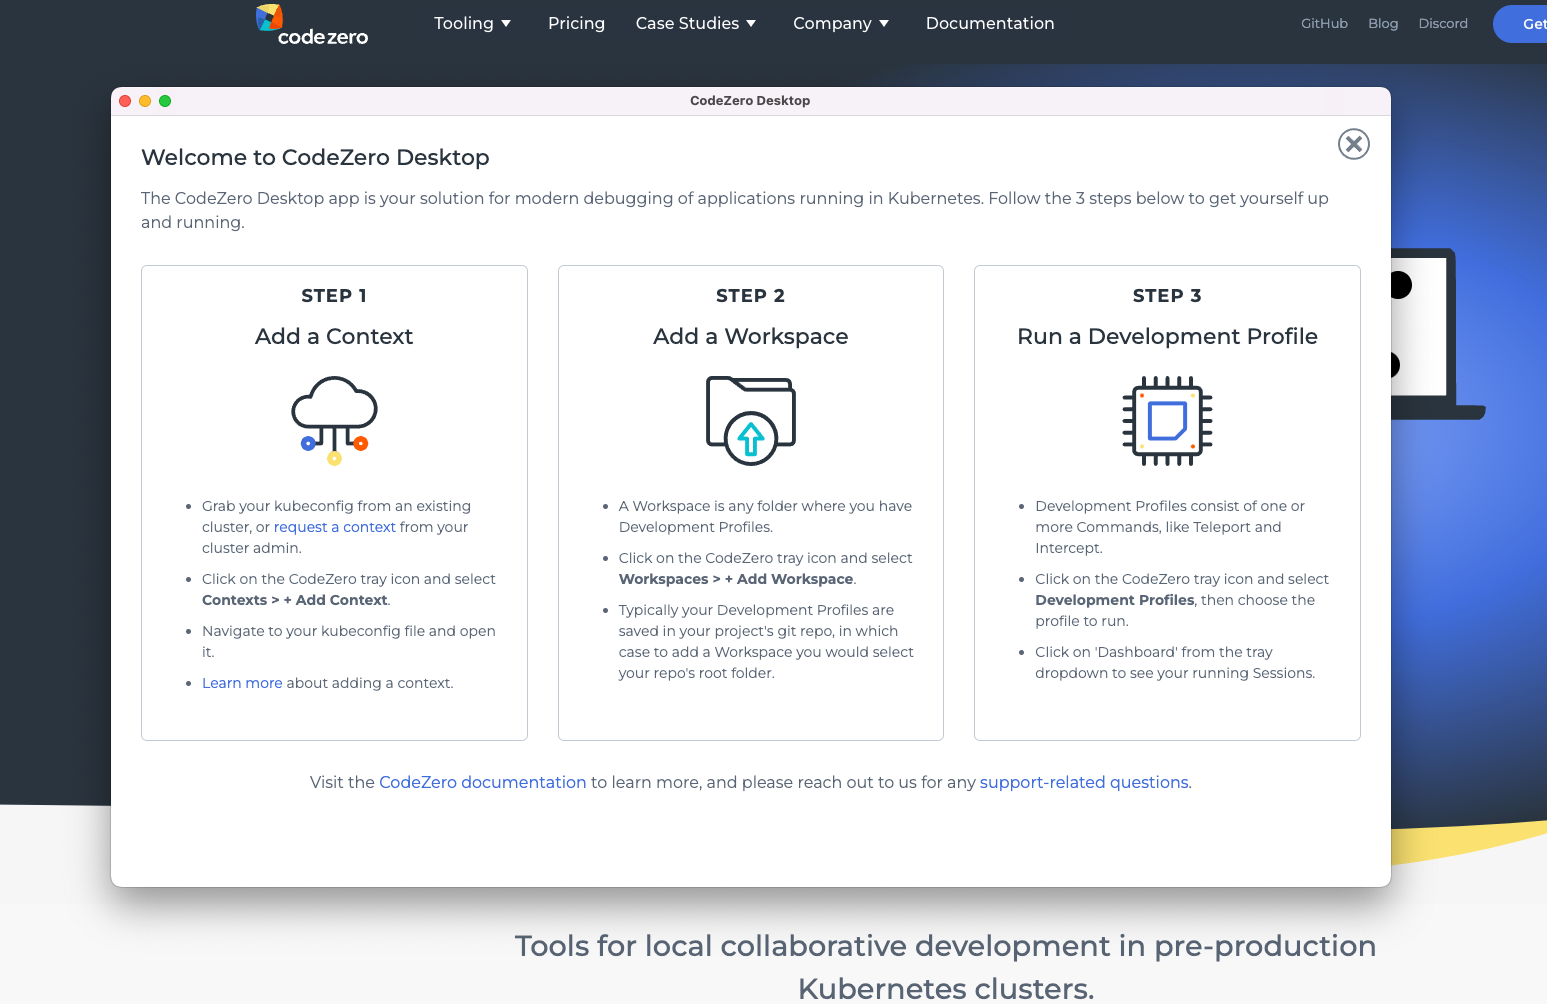 codezero
Tooling
Pricing
Case Studies
Company
Documentation
GitHub
Blog
Discord
Get
CodeZero Desktop
Welcome to CodeZero Desktop
The CodeZero Desktop app is your solution for modern debugging of applications running in Kubernetes. Follow the 3 steps below to get yourself up
and running.
STEP 1
Add a Context
• Grab your kubeconfig from an existing
cluster, or request a context from your
cluster admin.
• Click on the CodeZero tray icon and select
Contexts > + Add Context.
• Navigate to your kubeconfig file and open
it.
• Learn more about adding a context.
STEP 2
Add a Workspace
• A Workspace is any folder where you have
Development Profiles.
• Click on the CodeZero tray icon and select
Workspaces > + Add Workspace.
• Typically your Development Profiles are
saved in your project's git repo, in which
case to add a Workspace you would select
your repo's root folder.
STEP 3
Run a Development Profile
• Development Profiles consist of one or
more Commands, like Teleport and
Intercept.
• Click on the CodeZero tray icon and select
Development Profiles, then choose the
profile to run.
• Click on 'Dashboard' from the tray
dropdown to see your running Sessions.
Visit the CodeZero documentation to learn more, and please reach out to us for any support-related questions.
Tools for local collaborative development in pre-production
Kubernetes clusters.